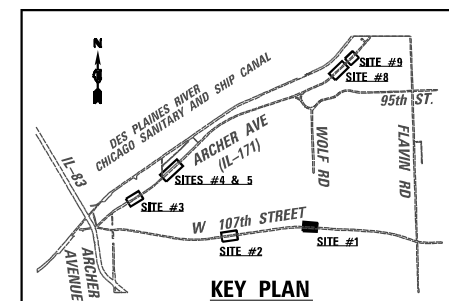 N
DES PLAINES RIVER
CHICAGO SANITARY AND SHIP CANAL
SITE #9
SITE #8
95th ST.
ARCHER AVE
(IL-171)
WOLF RD
FLAVIN RD
IL-83
SITES #4 & 5
SITE #3
W 107th STREET
SITE #1
SITE #2
ARCHER
AVENUE
KEY PLAN